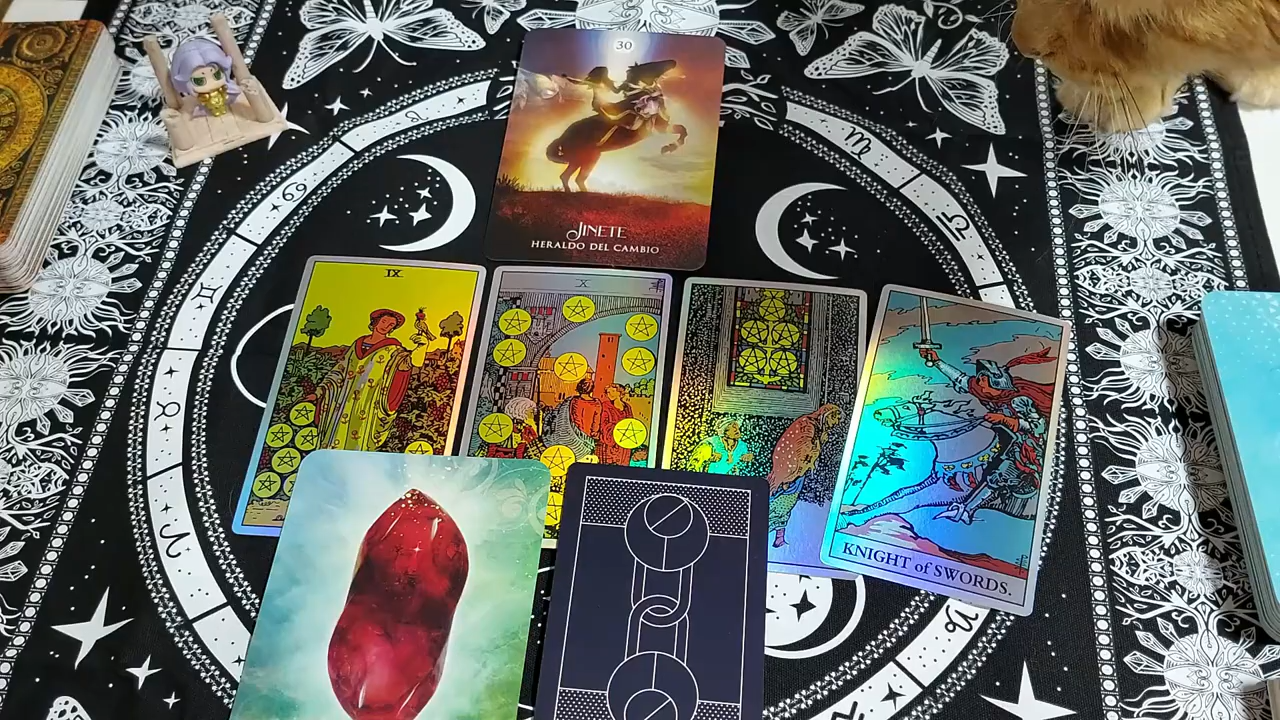 30
JINETE
HERALDO DEL CAMBIO
IX
X
KNIGHT of SWORDS.